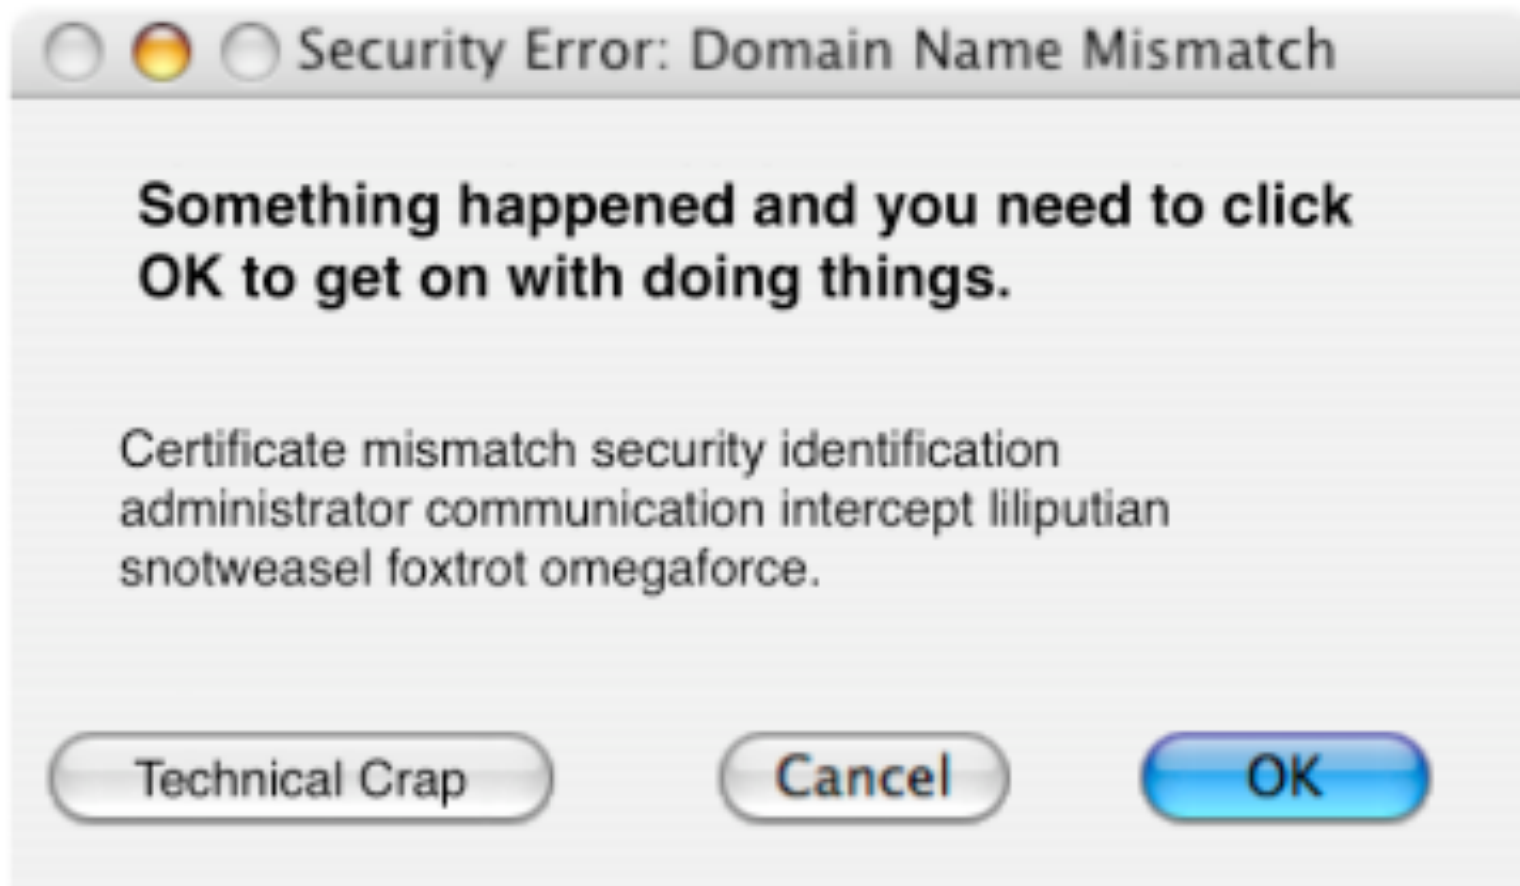 Security Error: Domain Name Mismatch
Something happened and you need to click
OK to get on with doing things.
Certificate mismatch security identification
administrator communication intercept liliputian
snotweasel foxtrot omegaforce.
Technical Crap Cancel OK